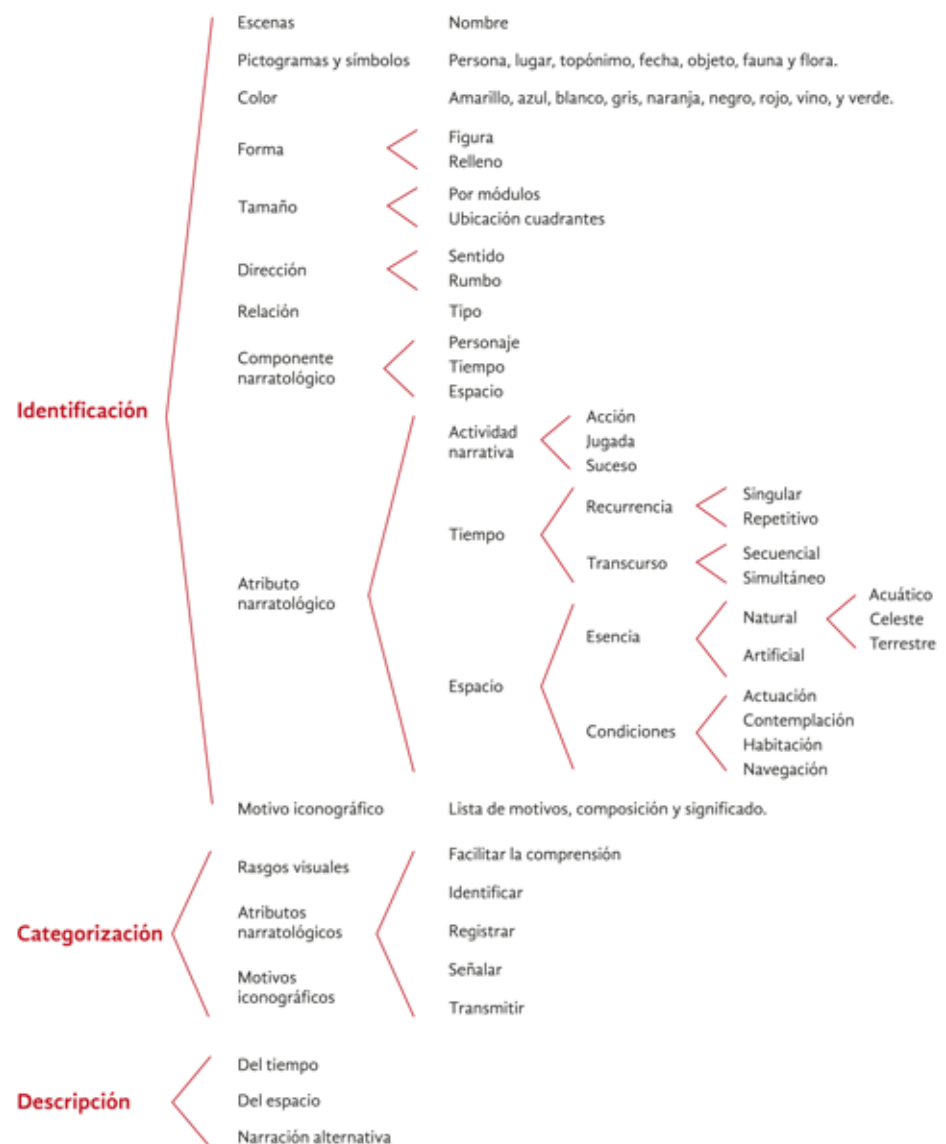 Escenas Nombre
Pictogramas y símbolos Persona, lugar, topónimo, fecha, objeto, fauna y flora.
Color Amarillo, azul, blanco, gris, naranja, negro, rojo, vino, y verde.
Forma
Figura
Relleno
Tamaño
Por módulos
Ubicación cuadrantes
Dirección
Sentido
Rumbo
Relación Tipo
Componente
narratológico
Personaje
Tiempo
Espacio
Identificación
Atributo
narratológico
Actividad
narrativa
Acción
Jugada
Suceso
Tiempo
Recurrencia
Singular
Repetitivo
Transcurso
Secuencial
Simultáneo
Espacio
Esencia
Natural
Acuático
Celeste
Terrestre
Artificial
Condiciones
Actuación
Contemplación
Habitación
Navegación
Motivo iconográfico Lista de motivos, composición y significado.
Categorización
Rasgos visuales
Atributos
narratológicos
Motivos
iconográficos
Facilitar la comprensión
Identificar
Registrar
Señalar
Transmitir
Descripción
Del tiempo
Del espacio
Narración alternativa